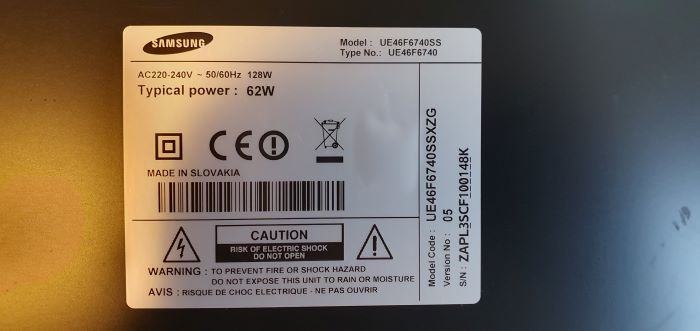 SAMSUNG
Model : UE46F6740SS
Type No.: UE46F6740
AC220-240V ~ 50/60Hz 128W
Typical power : 62W
CE
MADE IN SLOVAKIA
CAUTION
RISK OF ELECTRIC SHOCK
DO NOT OPEN
WARNING : TO PREVENT FIRE OR SHOCK HAZARD
DO NOT EXPOSE THIS UNIT TO RAIN OR MOISTURE
AVIS : RISQUE DE CHOC ELECTRIQUE - NE PAS OUVRIR
Model Code : UE46F6740SSXZG
Version No : 05
S/N : ZAPL3SCF100148K